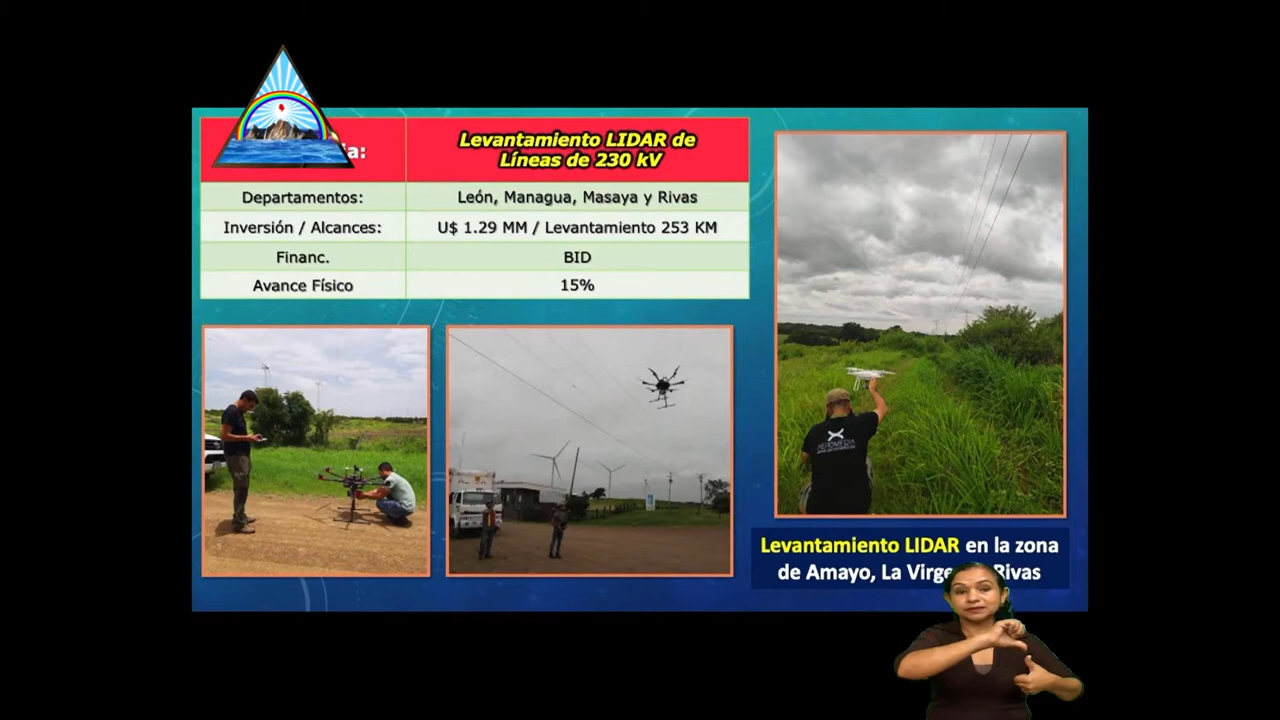 Levantamiento LIDAR de
Líneas de 230 kV
Departamentos: León, Managua, Masaya y Rivas
Inversión / Alcances: U$ 1.29 MM / Levantamiento 253 KM
Financ. BID
Avance Físico 15%
AEROMEDIA
Levantamiento LIDAR en la zona
de Amayo, La Rivas